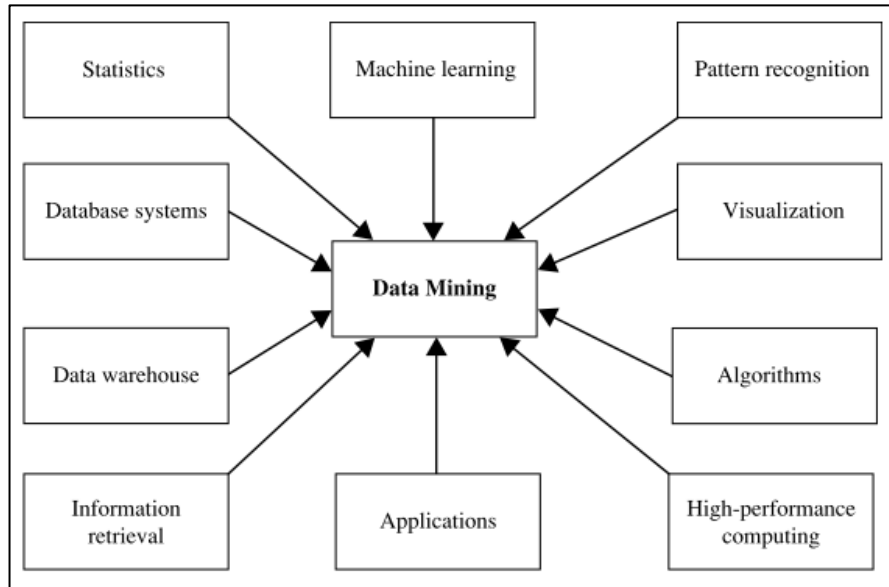 Statistics
Machine learning
Pattern recognition
Database systems
Visualization
Data Mining
Data warehouse
Algorithms
Information
retrieval
Applications
High-performance
computing